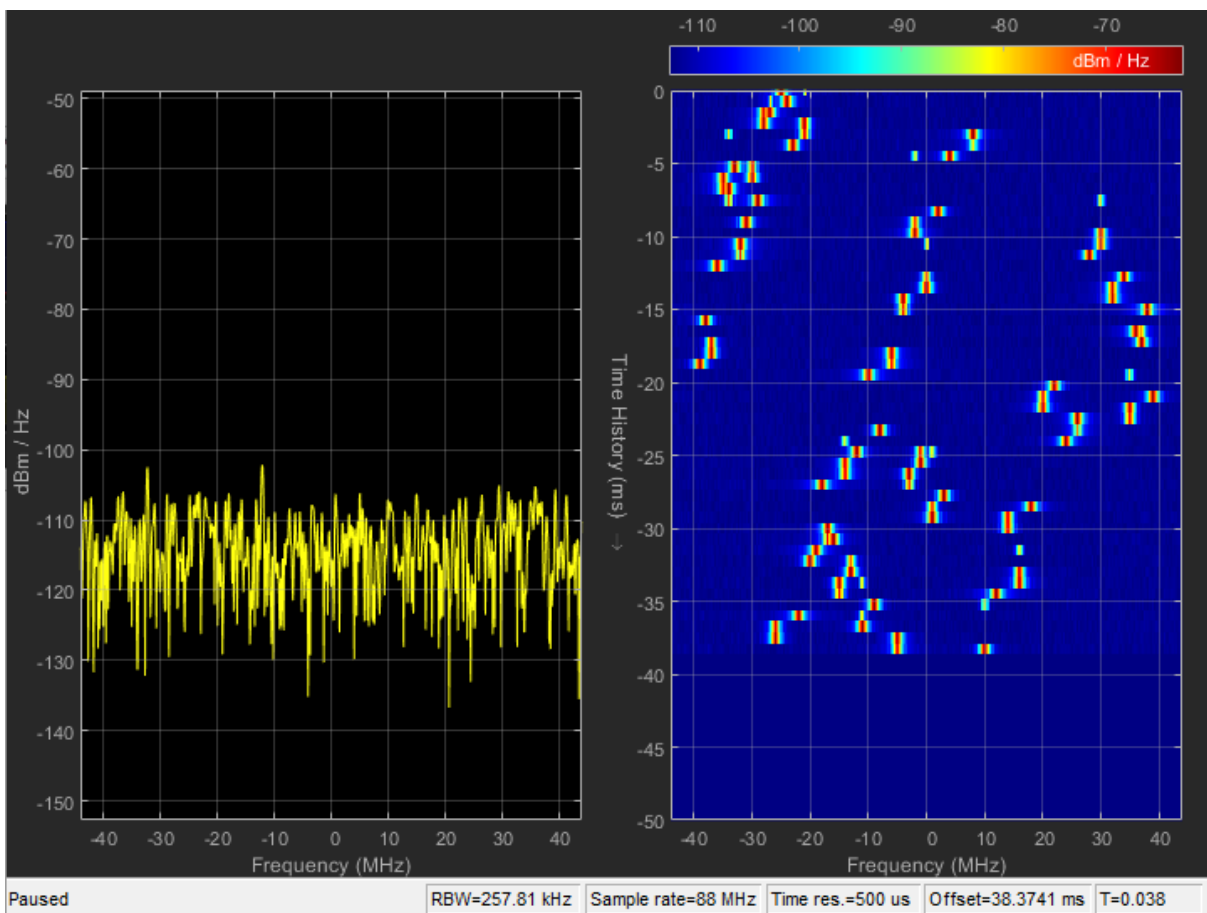 -110 -100 -90 -80 -70
dBm / Hz
-50
-60
-70
-80
-90
-100
-110
-120
-130
-140
-150
dBm / Hz
-40 -30 -20 -10 0 10 20 30 40
Frequency (MHz)
0
-5
-10
-15
-20
-25
-30
-35
-40
-45
-50
Time History (ms) →
-40 -30 -20 -10 0 10 20 30 40
Frequency (MHz)
Paused RBW=257.81 kHz Sample rate=88 MHz Time res.=500 us Offset=38.3741 ms T=0.038